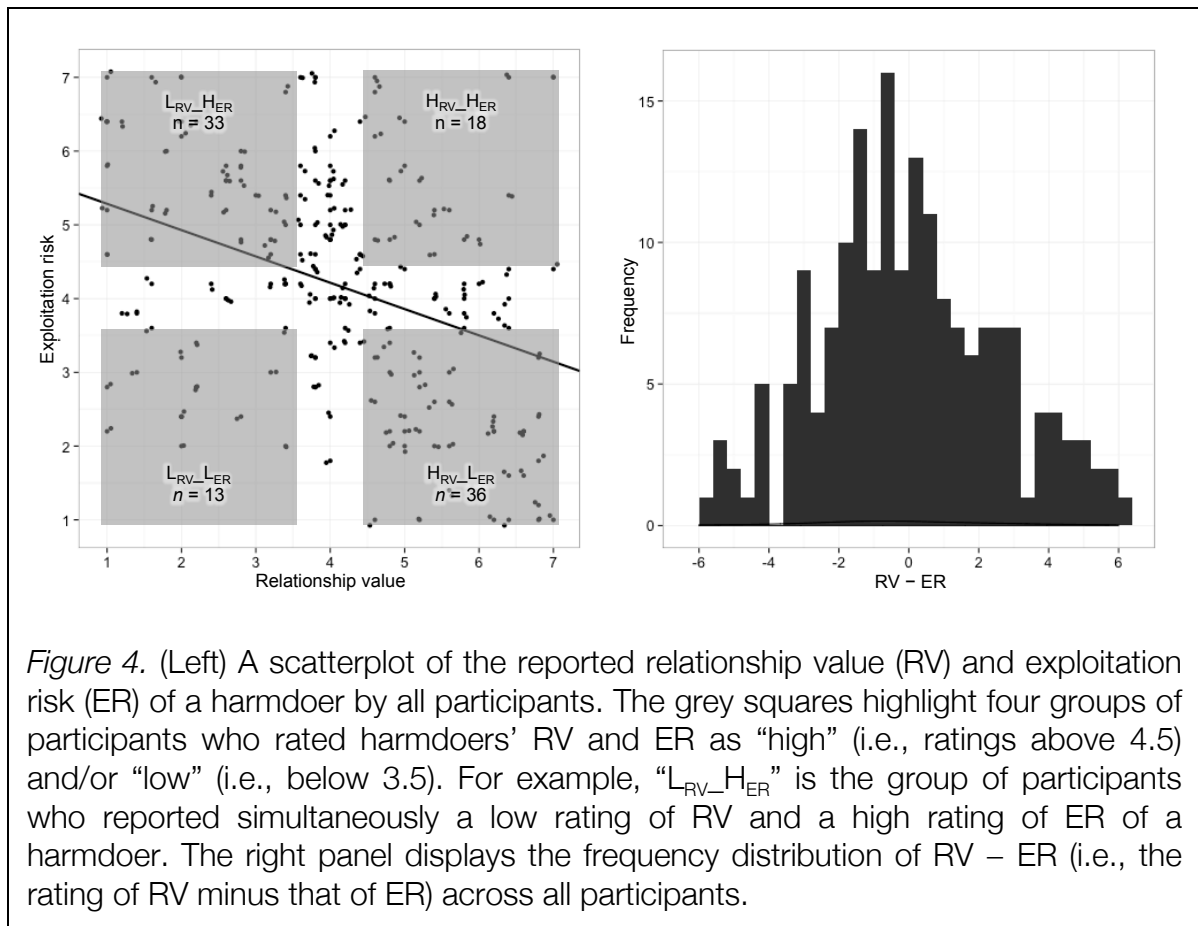 7
6
5
4
3
2
1
Exploitation risk
L_RV_H_ER
n = 33
H_RV_H_ER
n = 18
L_RV_L_ER
n = 13
H_RV_L_ER
n = 36
1 2 3 4 5 6 7
Relationship value
15
10
5
0
Frequency
-6 -4 -2 0 2 4 6
RV − ER
Figure 4. (Left) A scatterplot of the reported relationship value (RV) and exploitation
risk (ER) of a harmdoer by all participants. The grey squares highlight four groups of
participants who rated harmdoers’ RV and ER as “high” (i.e., ratings above 4.5)
and/or “low” (i.e., below 3.5). For example, “L_RV_H_ER” is the group of participants
who reported simultaneously a low rating of RV and a high rating of ER of a
harmdoer. The right panel displays the frequency distribution of RV – ER (i.e., the
rating of RV minus that of ER) across all participants.